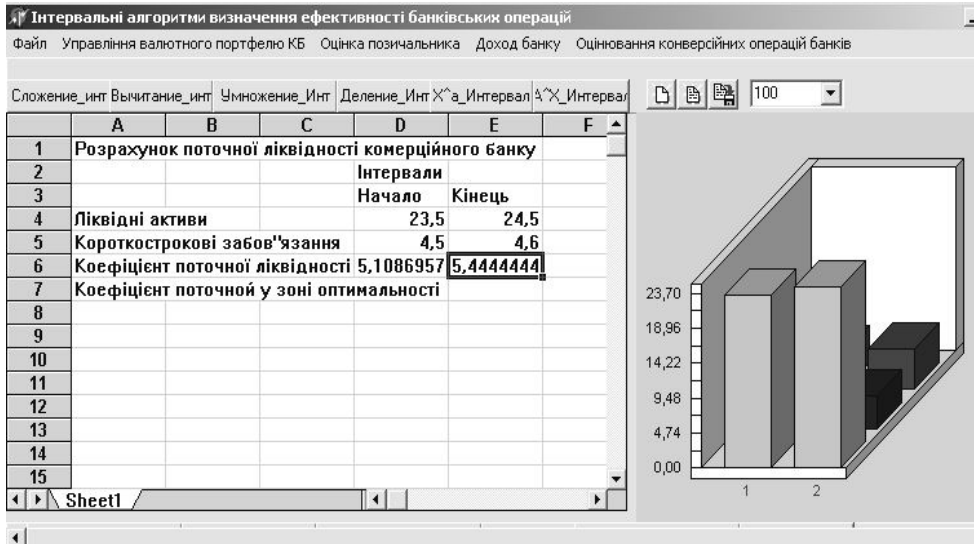 Інтервальні алгоритми визначення ефективності банківських операцій
Файл Управління валютного портфелю КБ Оцінка позичальника Доход банку Оцінювання конверсійних операцій банків
Сложение_инт Вычитание_инт Умножение_Инт Деление_Инт X^a_Интервал A^X_Интервал 100
A B C D E F
1 Розрахунок поточної ліквідності комерційного банку
2 Інтервали
3 Начало Кінець
4 Ліквідні активи 23,5 24,5
5 Короткострокові забов"язання 4,5 4,6
6 Коефіцієнт поточної ліквідності 5,1086957 5,4444444
7 Коефіцієнт поточной у зоні оптимальності
8
9
10
11
12
13
14
15
Sheet1
23,70
18,96
14,22
9,48
4,74
0,00
1 2